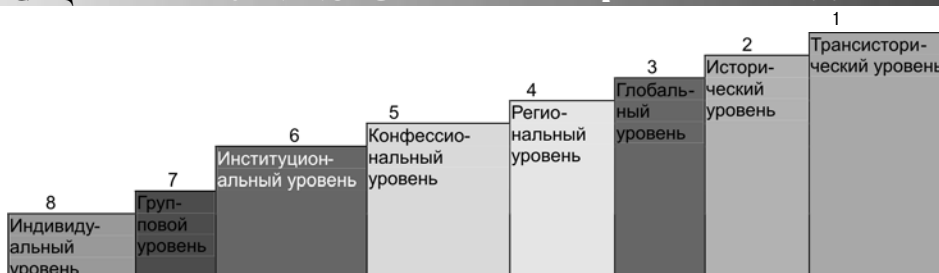 1
Трансистори-
ческий уровень
2
Истори-
ческий
уровень
3
Глобаль-
ный
уровень
4
Регио-
нальный
уровень
5
Конфессио-
нальный
уровень
6
Институцион-
альный уровень
7
Груп-
повой
уровень
8
Индивиду-
альный
уровень